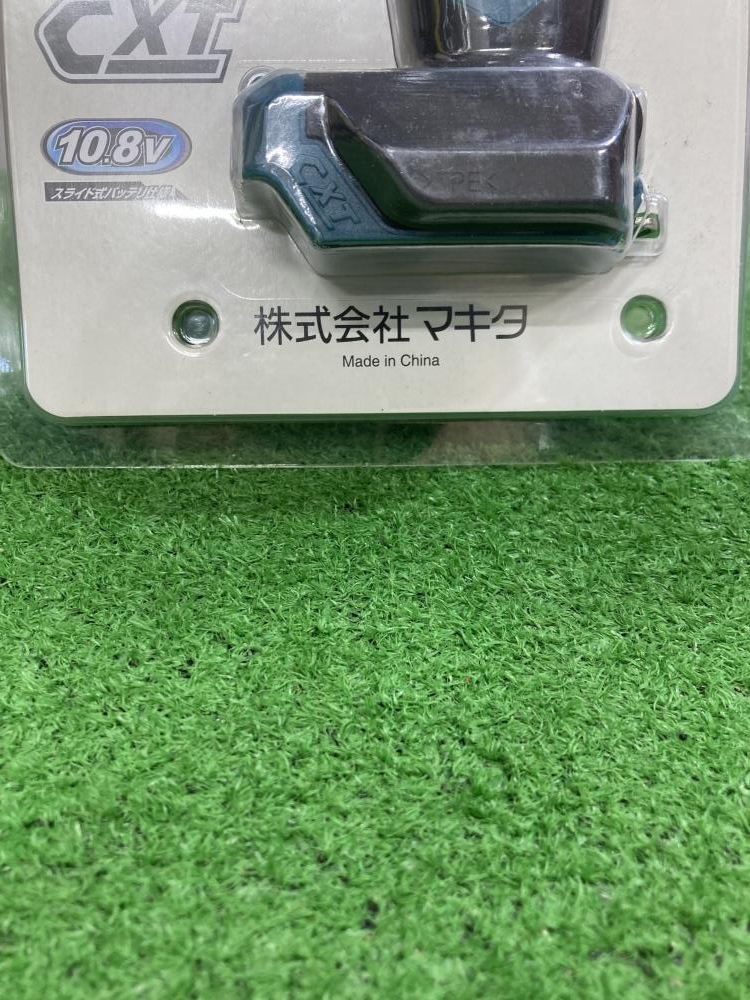 CXT
10.8v
スライド式バッテリ仕様
CXT
>PE<
株式会社マキタ
Made in China